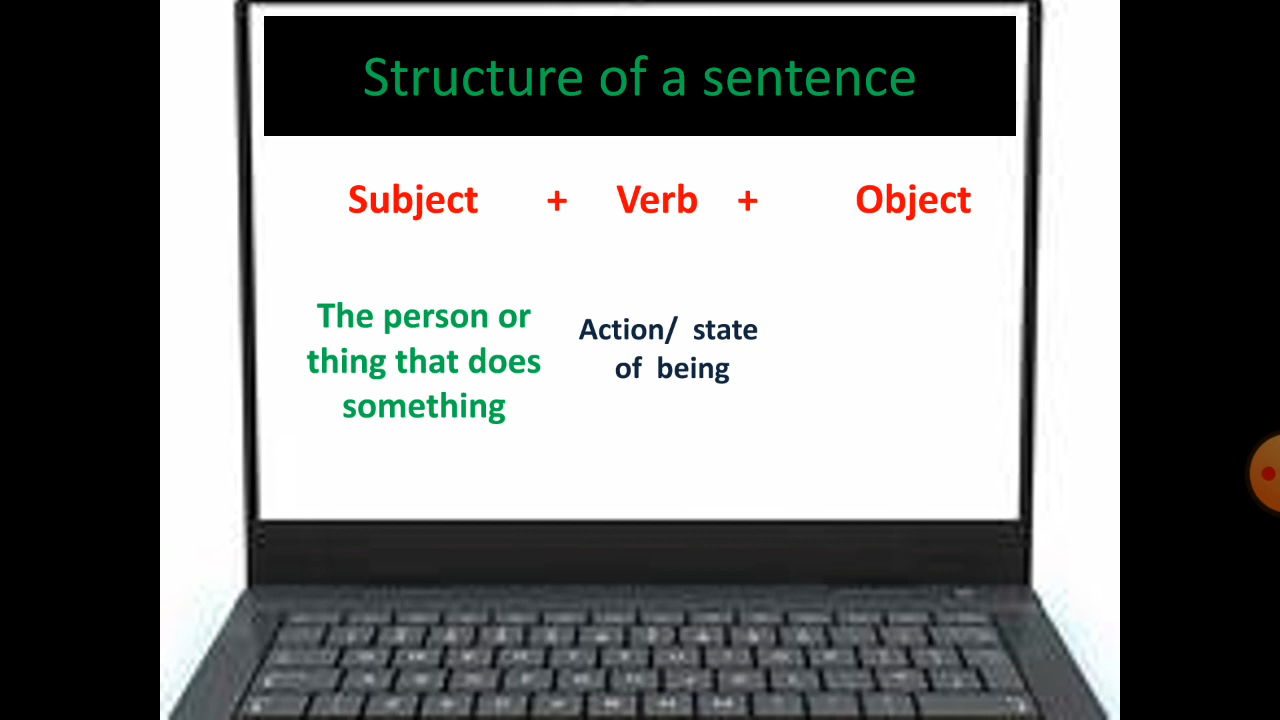 Structure of a sentence
Subject + Verb + Object
The person or
thing that does
something
Action/ state
of being